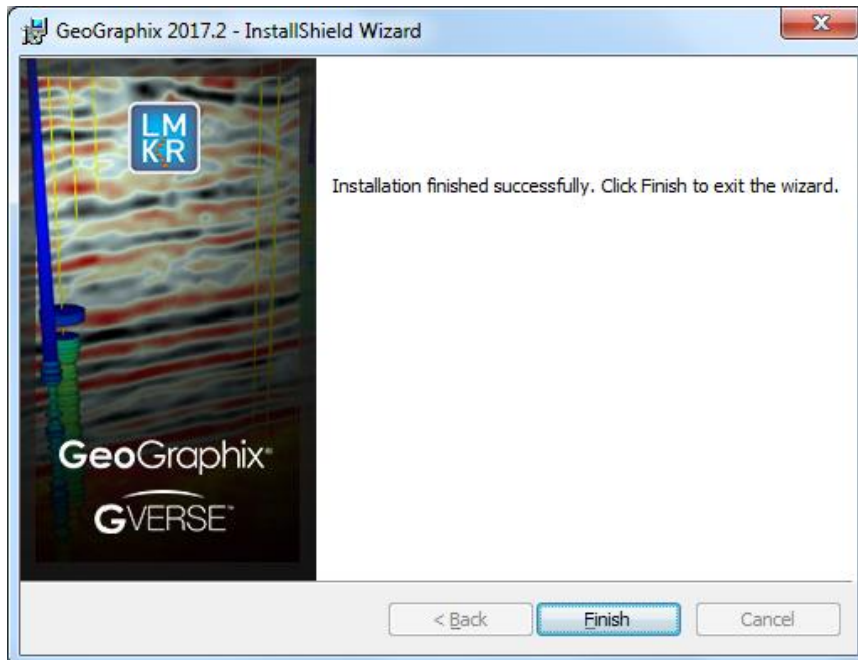 GeoGraphix 2017.2 - InstallShield Wizard
LM
KR
Installation finished successfully. Click Finish to exit the wizard.
GeoGraphix®
GVERSE™
< Back
Finish
Cancel